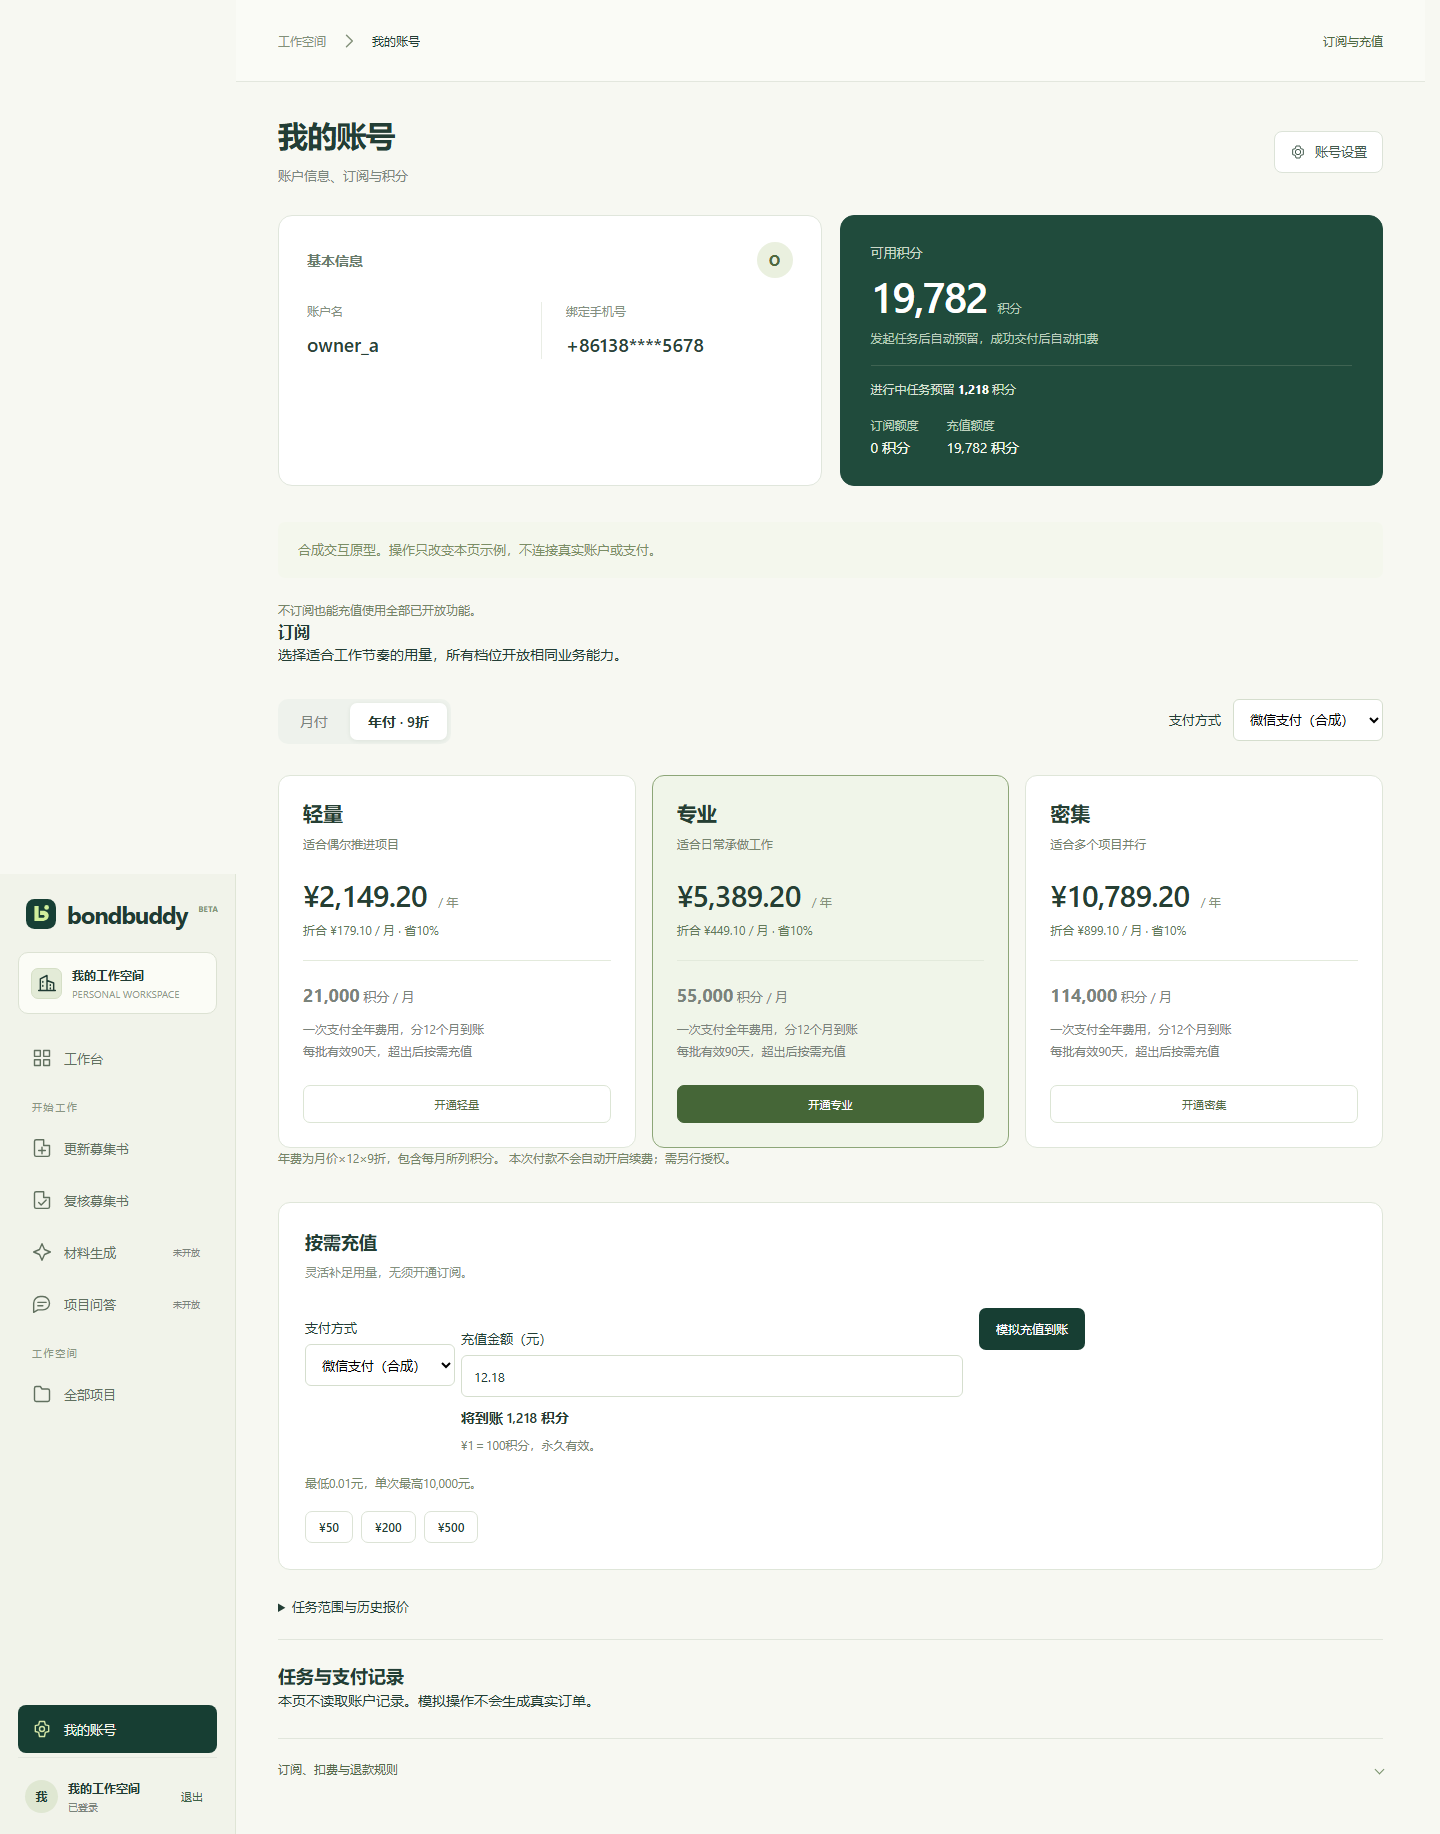 工作空间
我的账号
订阅与充值
我的账号
账户信息、订阅与积分
账号设置
基本信息
O
账户名
owner_a
绑定手机号
+86138****5678
可用积分
19,782 积分
发起任务后自动预留，成功交付后自动扣费
进行中任务预留 1,218 积分
订阅额度
0 积分
充值额度
19,782 积分
合成交互原型。操作只改变本页示例，不连接真实账户或支付。
不订阅也能充值使用全部已开放功能。
订阅
选择适合工作节奏的用量，所有档位开放相同业务能力。
月付
年付 · 9折
支付方式
微信支付（合成）
轻量
适合偶尔推进项目
¥2,149.20 / 年
折合 ¥179.10 / 月 · 省10%
21,000 积分 / 月
一次支付全年费用，分12个月到账
每批有效90天，超出后按需充值
开通轻量
专业
适合日常承做工作
¥5,389.20 / 年
折合 ¥449.10 / 月 · 省10%
55,000 积分 / 月
一次支付全年费用，分12个月到账
每批有效90天，超出后按需充值
开通专业
密集
适合多个项目并行
¥10,789.20 / 年
折合 ¥899.10 / 月 · 省10%
114,000 积分 / 月
一次支付全年费用，分12个月到账
每批有效90天，超出后按需充值
开通密集
年费为月价×12×9折，包含每月所列积分。 本次付款不会自动开启续费；需另行授权。
按需充值
灵活补足用量，无须开通订阅。
支付方式
微信支付（合成）
充值金额（元）
12.18
将到账 1,218 积分
¥1 = 100积分，永久有效。
模拟充值到账
最低0.01元，单次最高10,000元。
¥50
¥200
¥500
任务范围与历史报价
任务与支付记录
本页不读取账户记录。模拟操作不会生成真实订单。
订阅、扣费与退款规则
bondbuddy BETA
我的工作空间
PERSONAL WORKSPACE
工作台
开始工作
更新募集书
复核募集书
材料生成 未开放
项目问答 未开放
工作空间
全部项目
我的账号
我
我的工作空间
已登录
退出